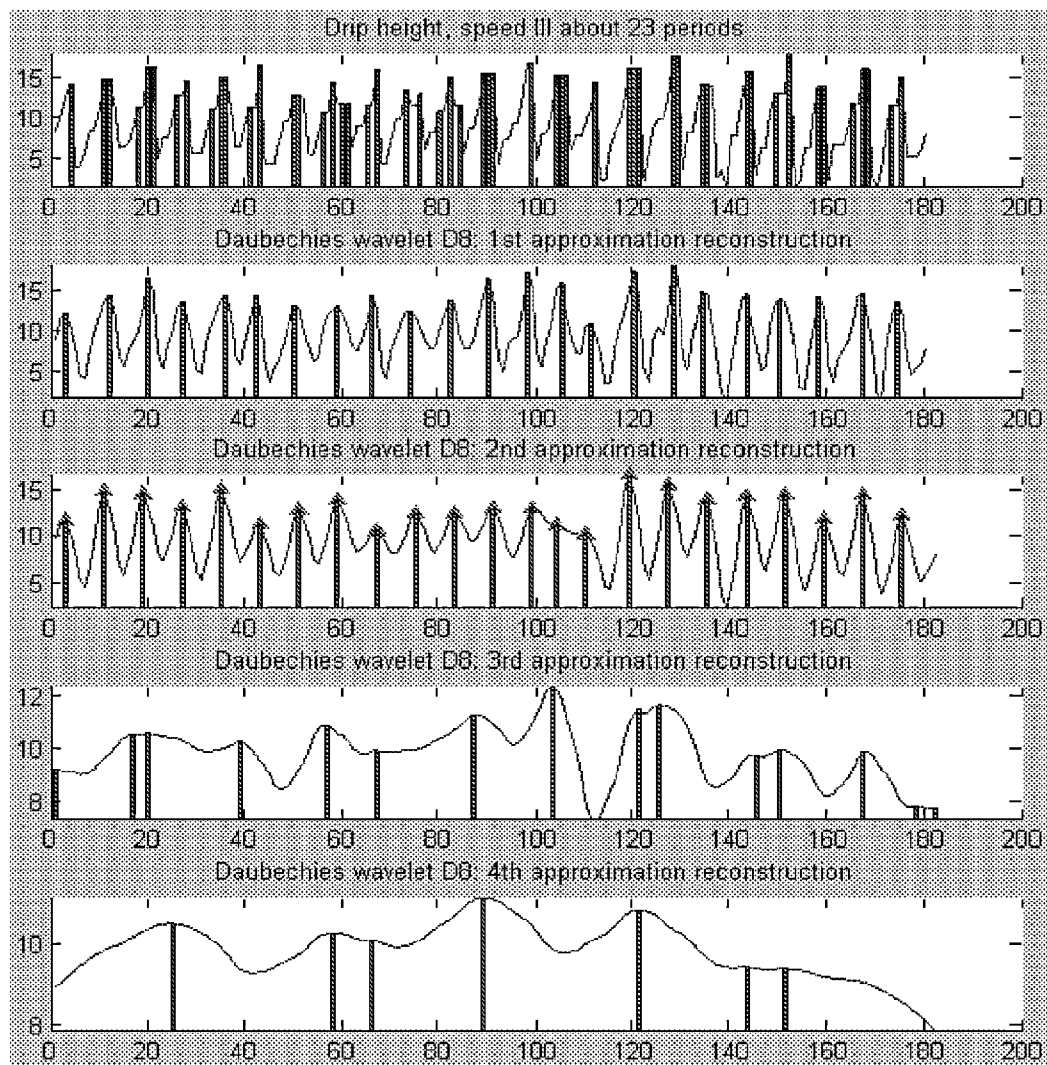 Drip height, speed III about 23 periods
15
10
5
0 20 40 60 80 100 120 140 160 180 200
Daubechies wavelet D8: 1st approximation reconstruction
15
10
5
0 20 40 60 80 100 120 140 160 180 200
Daubechies wavelet D8: 2nd approximation reconstruction
15
10
5
0 20 40 60 80 100 120 140 160 180 200
Daubechies wavelet D8: 3rd approximation reconstruction
12
10
8
0 20 40 60 80 100 120 140 160 180 200
Daubechies wavelet D8: 4th approximation reconstruction
10
8
0 20 40 60 80 100 120 140 160 180 200